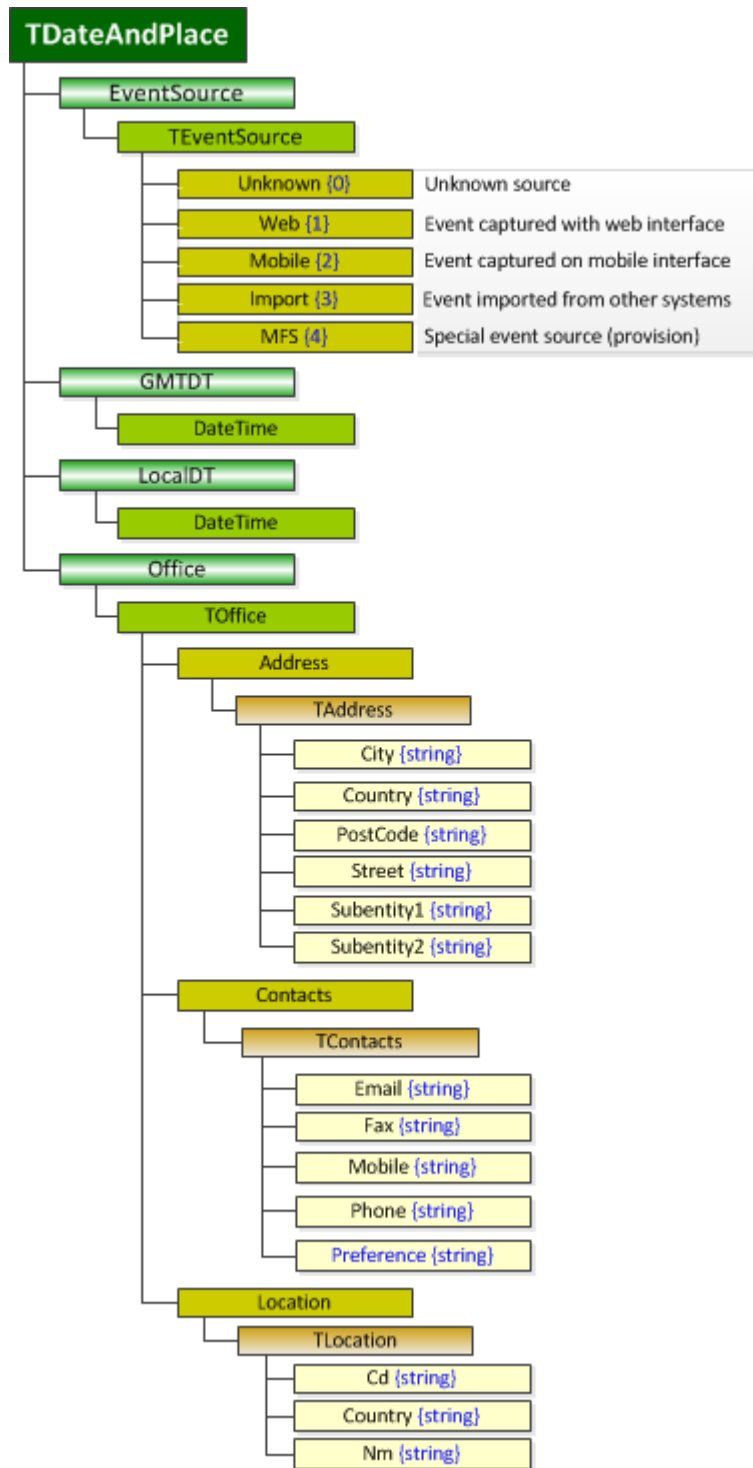 TDateAndPlace
EventSource
TEventSource
Unknown {0} Unknown source
Web {1} Event captured with web interface
Mobile {2} Event captured on mobile interface
Import {3} Event imported from other systems
MFS {4} Special event source (provision)
GMTDT
DateTime
LocalDT
DateTime
Office
TOffice
Address
TAddress
City {string}
Country {string}
PostCode {string}
Street {string}
Subentity1 {string}
Subentity2 {string}
Contacts
TContacts
Email {string}
Fax {string}
Mobile {string}
Phone {string}
Preference {string}
Location
TLocation
Cd {string}
Country {string}
Nm {string}